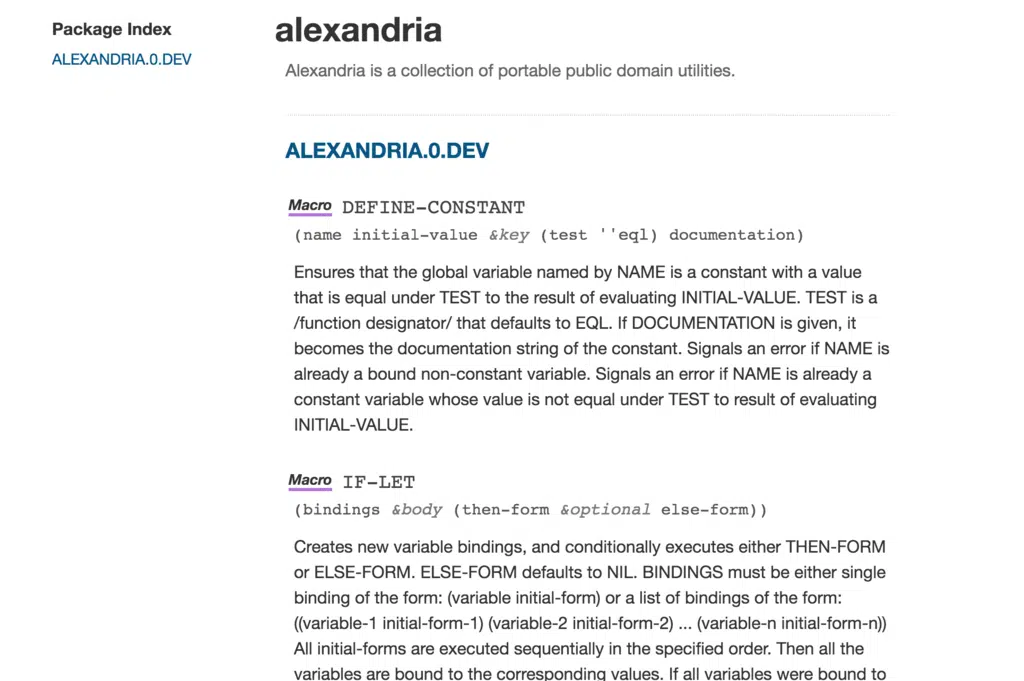 Package Index
ALEXANDRIA.0.DEV
alexandria
Alexandria is a collection of portable public domain utilities.
ALEXANDRIA.0.DEV
Macro DEFINE-CONSTANT
(name initial-value &key (test ''eql) documentation)
Ensures that the global variable named by NAME is a constant with a value
that is equal under TEST to the result of evaluating INITIAL-VALUE. TEST is a
/function designator/ that defaults to EQL. If DOCUMENTATION is given, it
becomes the documentation string of the constant. Signals an error if NAME is
already a bound non-constant variable. Signals an error if NAME is already a
constant variable whose value is not equal under TEST to result of evaluating
INITIAL-VALUE.
Macro IF-LET
(bindings &body (then-form &optional else-form))
Creates new variable bindings, and conditionally executes either THEN-FORM
or ELSE-FORM. ELSE-FORM defaults to NIL. BINDINGS must be either single
binding of the form: (variable initial-form) or a list of bindings of the form:
((variable-1 initial-form-1) (variable-2 initial-form-2) ... (variable-n initial-form-n))
All initial-forms are executed sequentially in the specified order. Then all the
variables are bound to the corresponding values. If all variables were bound to